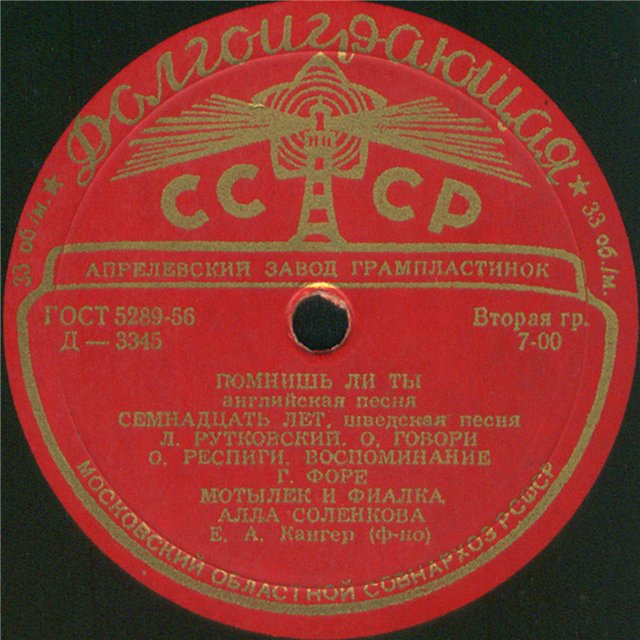 Долгоиграющая
33 об./м. ★ ★ 33 об./м.
СССР
АПРЕЛЕВСКИЙ ЗАВОД ГРАМПЛАСТИНОК
ГОСТ 5289-56 Вторая гр.
Д — 3345 7-00
ПОМНИШЬ ЛИ ТЫ
английская песня
СЕМНАДЦАТЬ ЛЕТ, шведская песня
Л. РУТКОВСКИЙ. О, ГОВОРИ
О. РЕСПИГИ. ВОСПОМИНАНИЕ
Г. ФОРЕ
МОТЫЛЕК И ФИАЛКА
АЛЛА СОЛЕНКОВА
Е. А. Кангер (ф-но)
МОСКОВСКИЙ ОБЛАСТНОЙ СОВНАРХОЗ РСФСР